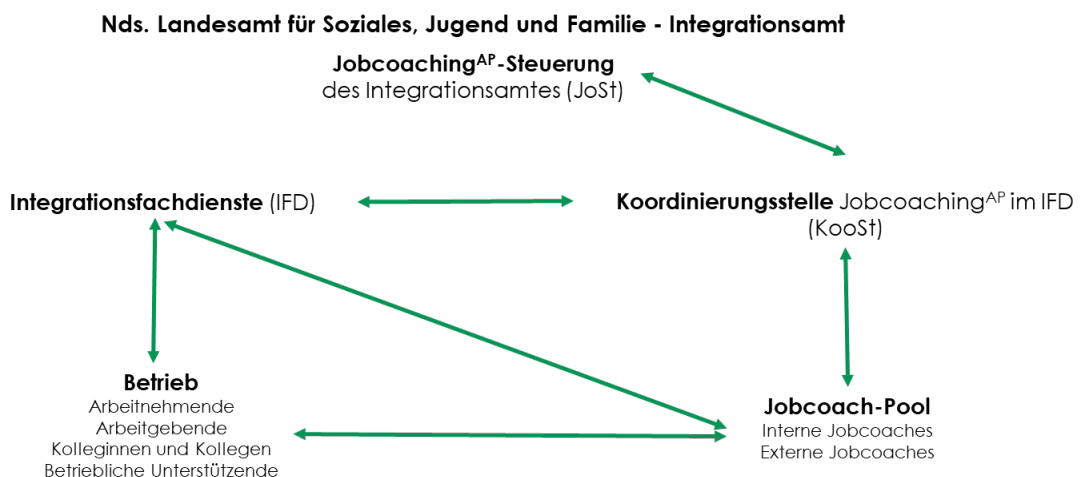 Nds. Landesamt für Soziales, Jugend und Familie - Integrationsamt
Jobcoachingᴬᴾ-Steuerung
des Integrationsamtes (JoSt)
Integrationsfachdienste (IFD)
Koordinierungsstelle Jobcoachingᴬᴾ im IFD
(KooSt)
Betrieb
Arbeitnehmende
Arbeitgebende
Kolleginnen und Kollegen
Betriebliche Unterstützende
Jobcoach-Pool
Interne Jobcoaches
Externe Jobcoaches